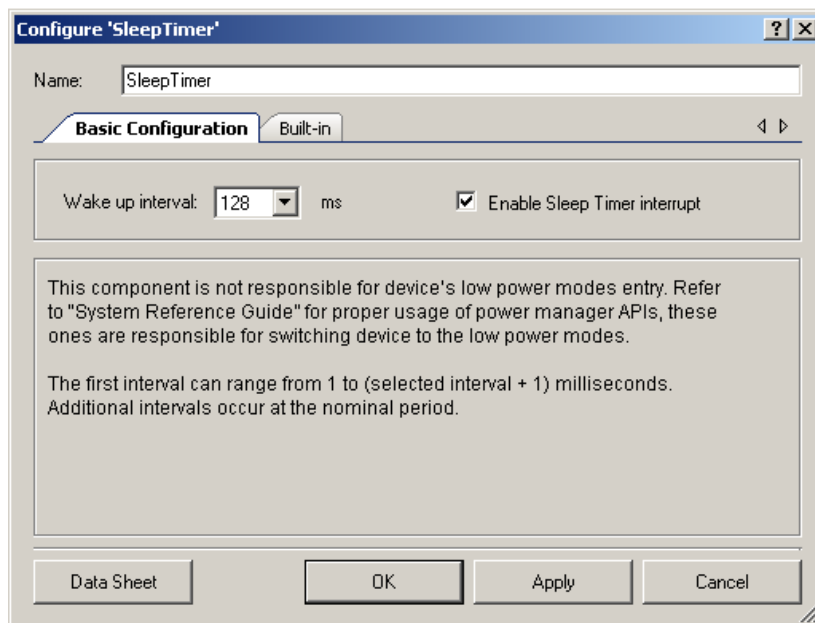 Configure 'SleepTimer'
Name: SleepTimer
Basic Configuration Built-in
Wake up interval: 128 ms Enable Sleep Timer interrupt
This component is not responsible for device's low power modes entry. Refer
to "System Reference Guide" for proper usage of power manager APIs, these
ones are responsible for switching device to the low power modes.
The first interval can range from 1 to (selected interval + 1) milliseconds.
Additional intervals occur at the nominal period.
Data Sheet OK Apply Cancel